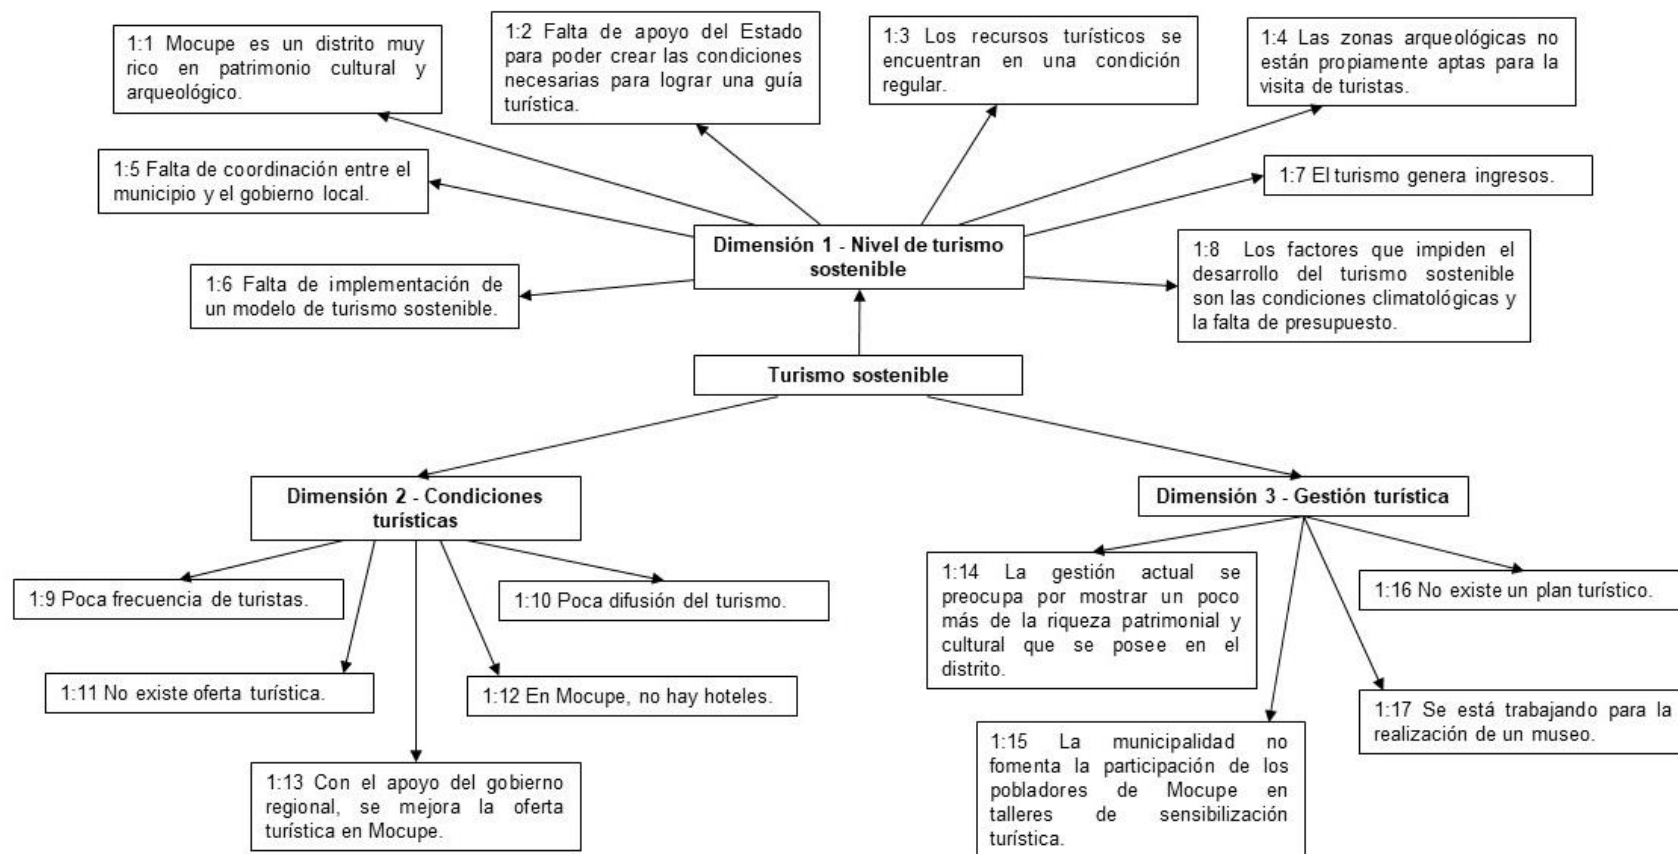 1:1 Mocupe es un distrito muy
rico en patrimonio cultural y
arqueológico.
1:2 Falta de apoyo del Estado
para poder crear las condiciones
necesarias para lograr una guía
turística.
1:3 Los recursos turísticos se
encuentran en una condición
regular.
1:4 Las zonas arqueológicas no
están propiamente aptas para la
visita de turistas.
1:5 Falta de coordinación entre el
municipio y el gobierno local.
1:7 El turismo genera ingresos.
Dimensión 1 - Nivel de turismo
sostenible
1:6 Falta de implementación de
un modelo de turismo sostenible.
1:8 Los factores que impiden el
desarrollo del turismo sostenible
son las condiciones climatológicas y
la falta de presupuesto.
Turismo sostenible
Dimensión 2 - Condiciones
turísticas
Dimensión 3 - Gestión turística
1:9 Poca frecuencia de turistas.
1:10 Poca difusión del turismo.
1:11 No existe oferta turística.
1:12 En Mocupe, no hay hoteles.
1:13 Con el apoyo del gobierno
regional, se mejora la oferta
turística en Mocupe.
1:14 La gestión actual se
preocupa por mostrar un poco
más de la riqueza patrimonial y
cultural que se posee en el
distrito.
1:16 No existe un plan turístico.
1:15 La municipalidad no
fomenta la participación de los
pobladores de Mocupe en
talleres de sensibilización
turística.
1:17 Se está trabajando para la
realización de un museo.